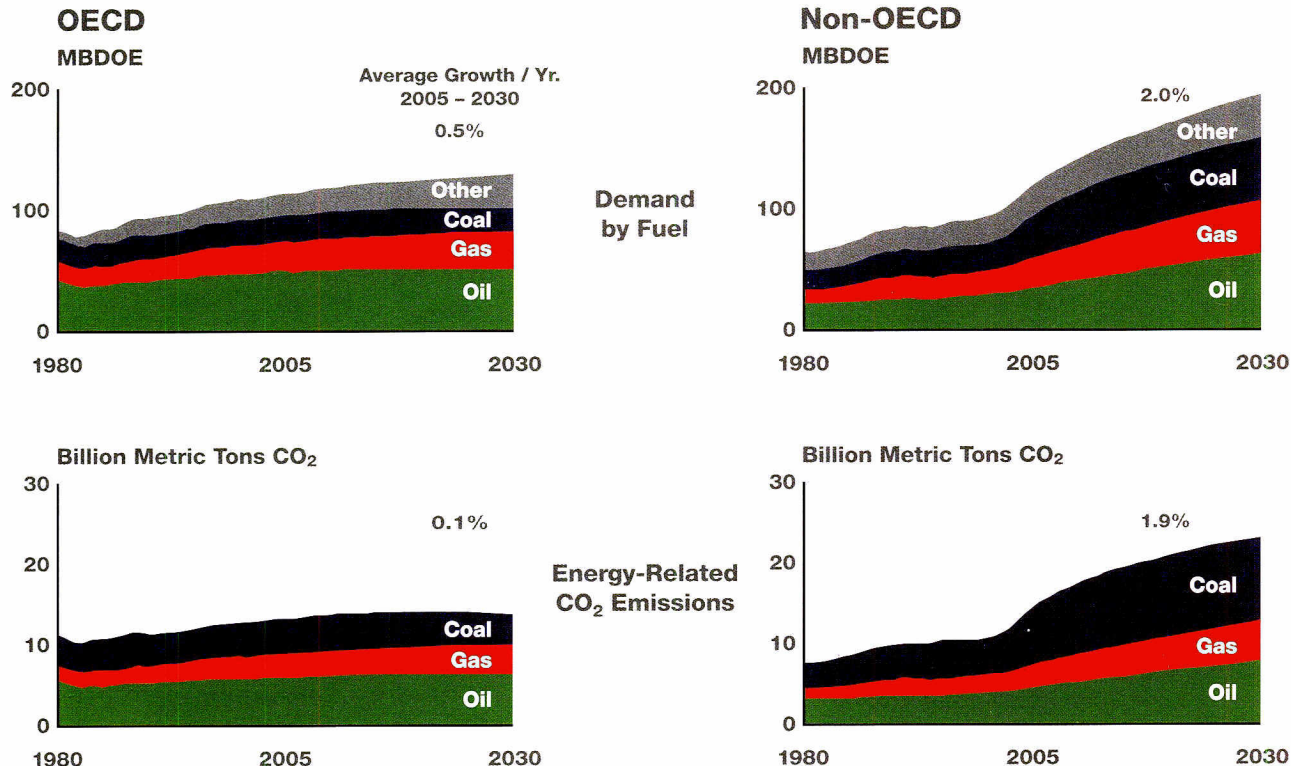 OECD
MBDOE
Average Growth / Yr.
2005 – 2030
0.5%
200
100
0
Other
Coal
Gas
Oil
1980
2005
2030
Demand
by Fuel
Non-OECD
MBDOE
2.0%
200
100
0
Other
Coal
Gas
Oil
1980
2005
2030
Billion Metric Tons CO₂
0.1%
30
20
10
0
Coal
Gas
Oil
1980
2005
2030
Energy-Related
CO₂ Emissions
Billion Metric Tons CO₂
1.9%
30
20
10
0
Coal
Gas
Oil
1980
2005
2030